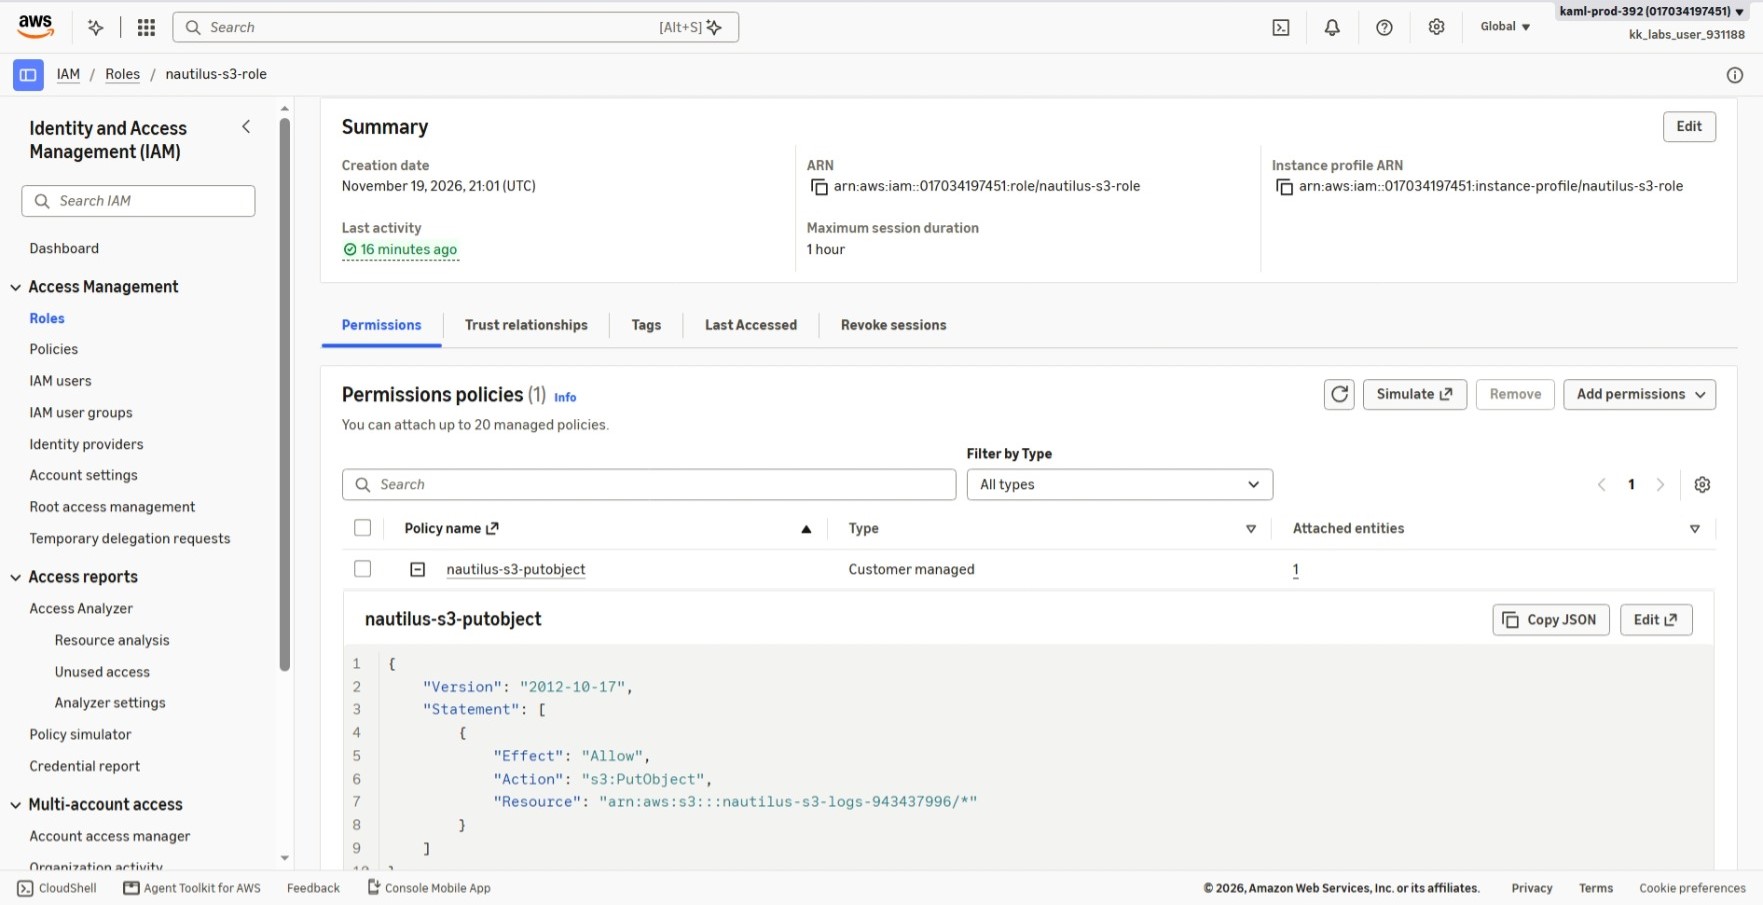 aws
Search [Alt+S]
Global
kaml-prod-392 (017034197451)
kk_labs_user_931188
IAM / Roles / nautilus-s3-role
Identity and Access
Management (IAM)
Search IAM
Dashboard
Access Management
Roles
Policies
IAM users
IAM user groups
Identity providers
Account settings
Root access management
Temporary delegation requests
Access reports
Access Analyzer
Resource analysis
Unused access
Analyzer settings
Policy simulator
Credential report
Multi-account access
Account access manager
Organization activity
Summary
Edit
Creation date
November 19, 2026, 21:01 (UTC)
ARN
arn:aws:iam::017034197451:role/nautilus-s3-role
Instance profile ARN
arn:aws:iam::017034197451:instance-profile/nautilus-s3-role
Last activity
16 minutes ago
Maximum session duration
1 hour
Permissions
Trust relationships
Tags
Last Accessed
Revoke sessions
Permissions policies (1) Info
Simulate
Remove
Add permissions
You can attach up to 20 managed policies.
Filter by Type
Search
All types
1
Policy name
Type
Attached entities
nautilus-s3-putobject
Customer managed
1
nautilus-s3-putobject
Copy JSON
Edit
1 {
2 "Version": "2012-10-17",
3 "Statement": [
4 {
5 "Effect": "Allow",
6 "Action": "s3:PutObject",
7 "Resource": "arn:aws:s3:::nautilus-s3-logs-943437996/*"
8 }
9 ]
10 }
CloudShell
Agent Toolkit for AWS
Feedback
Console Mobile App
© 2026, Amazon Web Services, Inc. or its affiliates.
Privacy
Terms
Cookie preferences